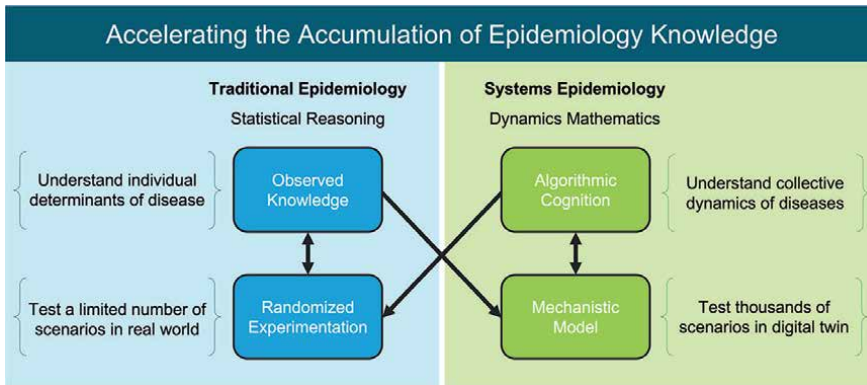 Accelerating the Accumulation of Epidemiology Knowledge
Traditional Epidemiology
Statistical Reasoning
Systems Epidemiology
Dynamics Mathematics
Understand individual
determinants of disease
Observed
Knowledge
Algorithmic
Cognition
Understand collective
dynamics of diseases
Test a limited number of
scenarios in real world
Randomized
Experimentation
Mechanistic
Model
Test thousands of
scenarios in digital twin